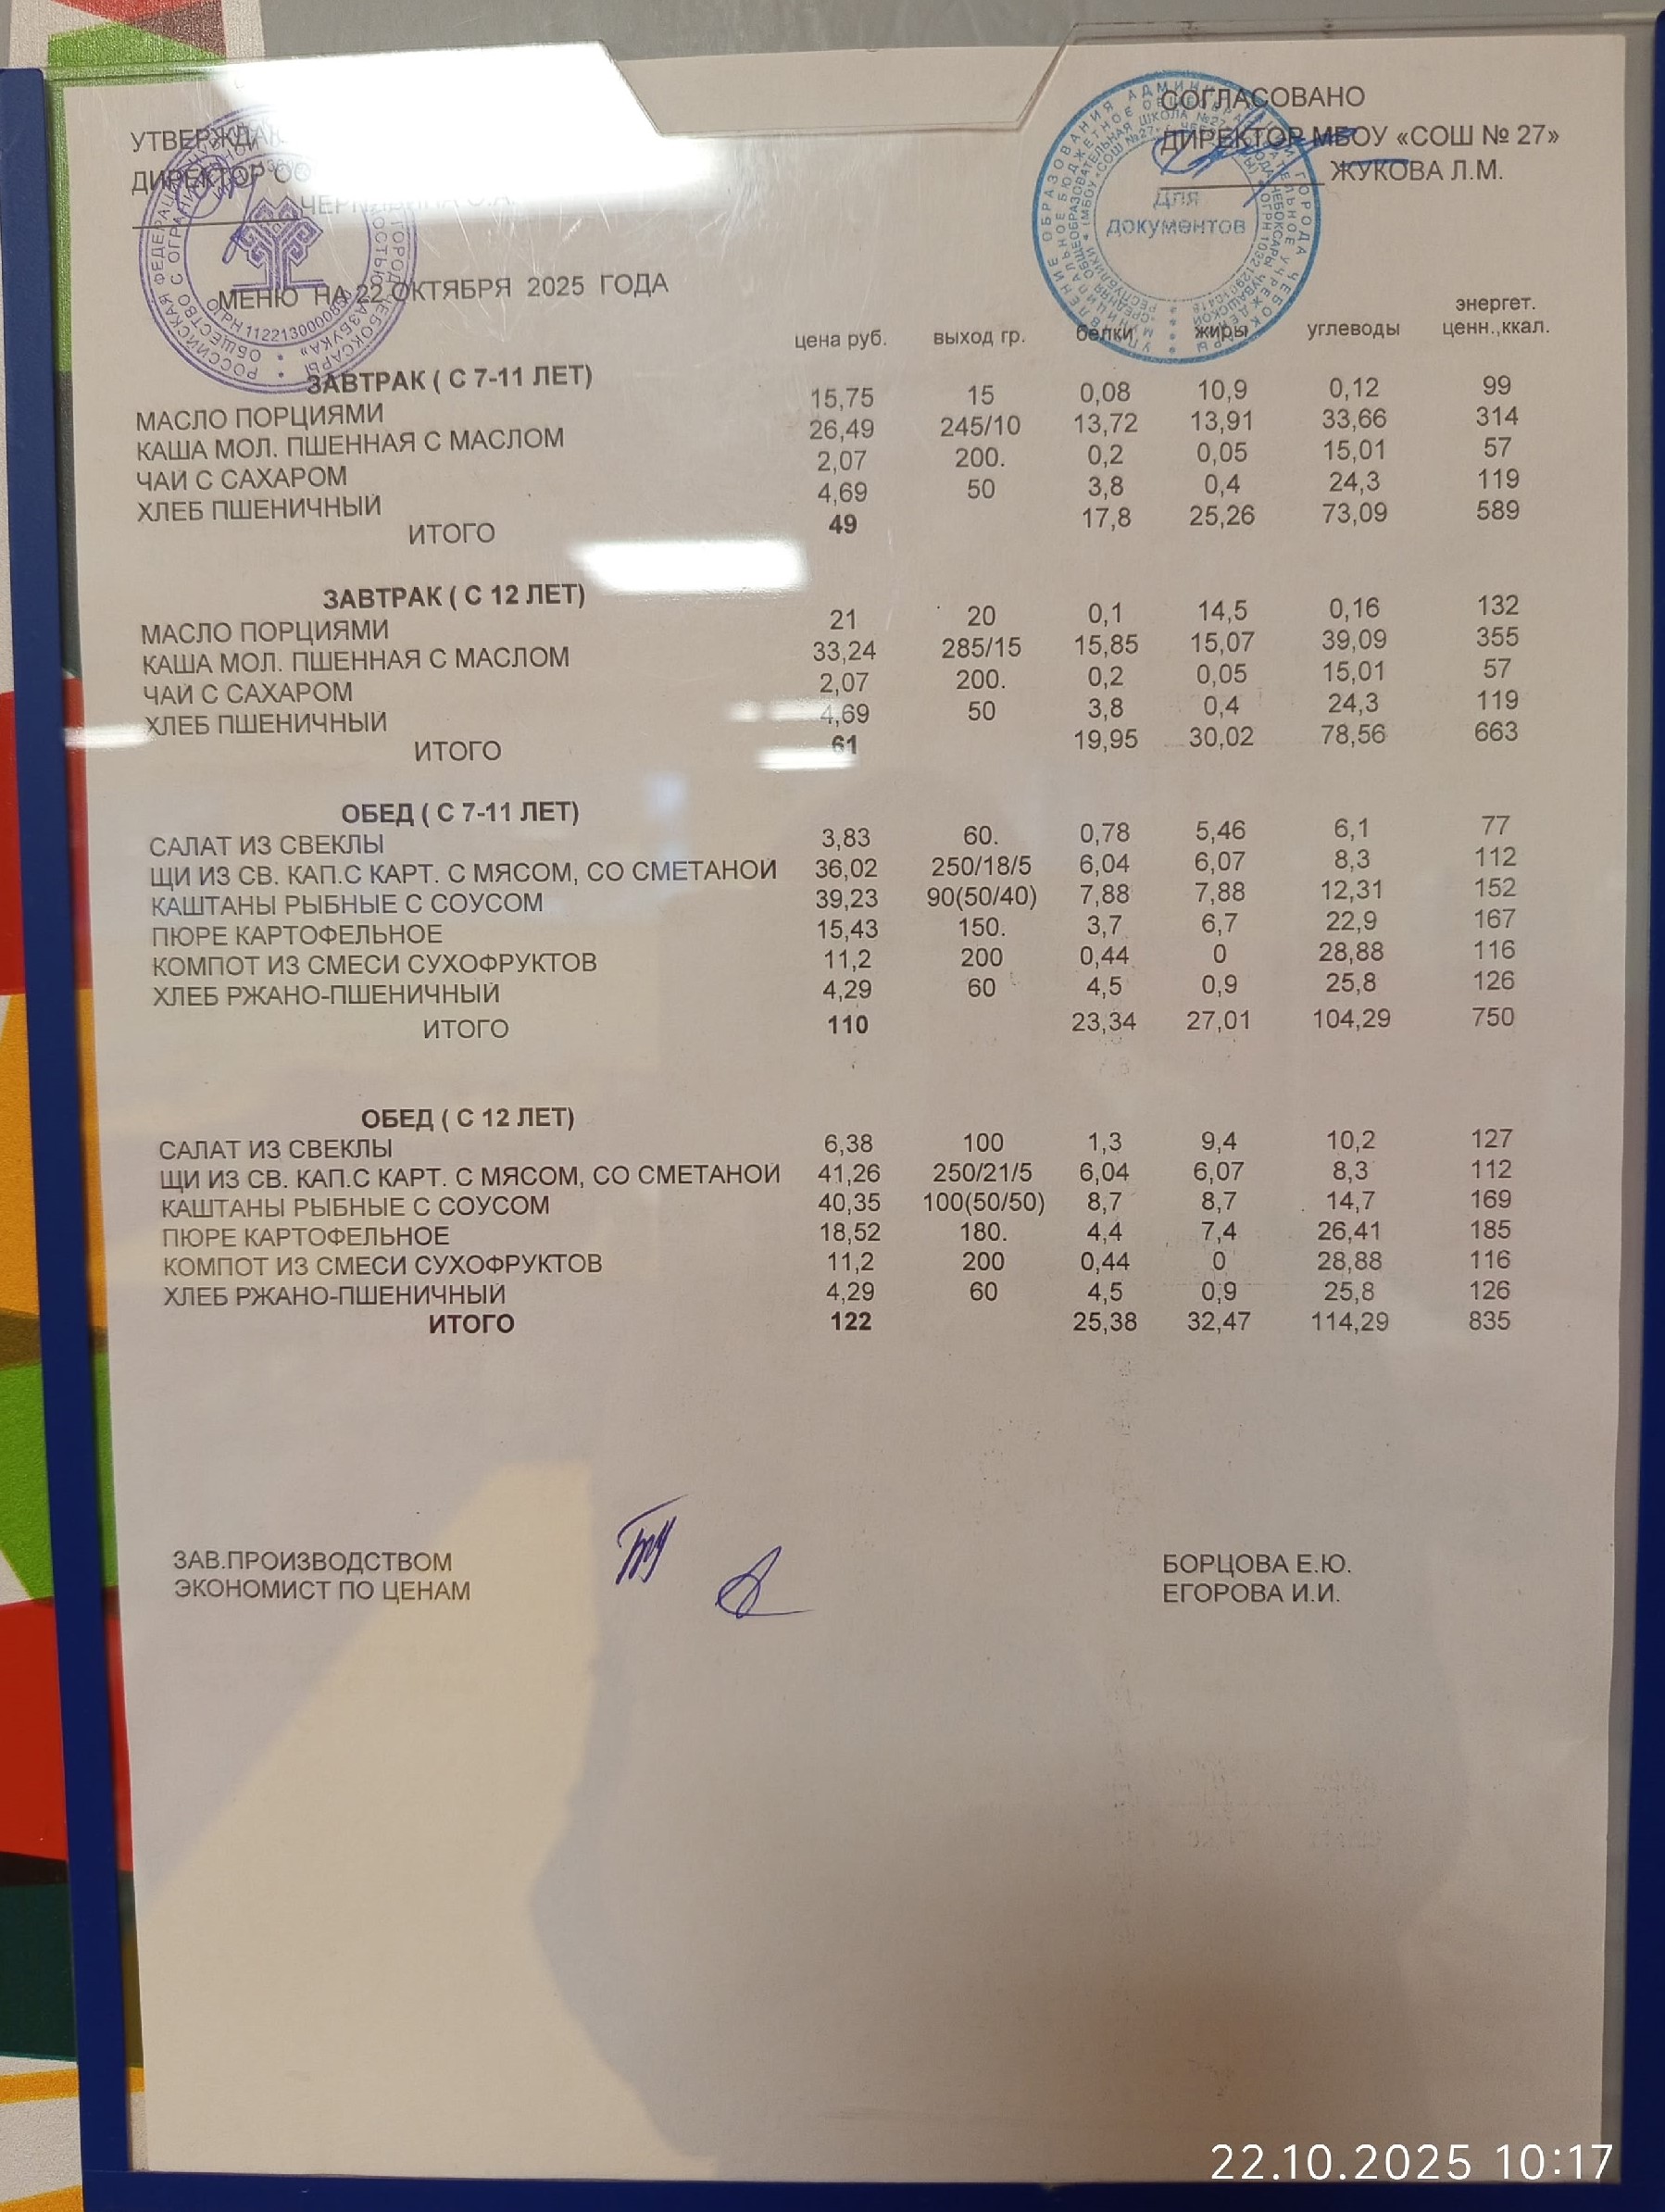 СОГЛАСОВАНО
ДИРЕКТОР МБОУ «СОШ № 27»
ЖУКОВА Л.М.
ДИРЕКТОР
Для
документов
МЕНЮ НА 22 ОКТЯБРЯ 2025 ГОДА
цена руб. выход гр. белки жиры углеводы энергет. ценн.,ккал.
ЗАВТРАК ( С 7-11 ЛЕТ)
МАСЛО ПОРЦИЯМИ 15,75 15 0,08 10,9 0,12 99
КАША МОЛ. ПШЕННАЯ С МАСЛОМ 26,49 245/10 13,72 13,91 33,66 314
ЧАЙ С САХАРОМ 2,07 200. 0,2 0,05 15,01 57
ХЛЕБ ПШЕНИЧНЫЙ 4,69 50 3,8 0,4 24,3 119
ИТОГО 49 17,8 25,26 73,09 589
ЗАВТРАК ( С 12 ЛЕТ)
МАСЛО ПОРЦИЯМИ 21 20 0,1 14,5 0,16 132
КАША МОЛ. ПШЕННАЯ С МАСЛОМ 33,24 285/15 15,85 15,07 39,09 355
ЧАЙ С САХАРОМ 2,07 200. 0,2 0,05 15,01 57
ХЛЕБ ПШЕНИЧНЫЙ 4,69 50 3,8 0,4 24,3 119
ИТОГО 61 19,95 30,02 78,56 663
ОБЕД ( С 7-11 ЛЕТ)
САЛАТ ИЗ СВЕКЛЫ 3,83 60. 0,78 5,46 6,1 77
ЩИ ИЗ СВ. КАП.С КАРТ. С МЯСОМ, СО СМЕТАНОЙ 36,02 250/18/5 6,04 6,07 8,3 112
КАШТАНЫ РЫБНЫЕ С СОУСОМ 39,23 90(50/40) 7,88 7,88 12,31 152
ПЮРЕ КАРТОФЕЛЬНОЕ 15,43 150. 3,7 6,7 22,9 167
КОМПОТ ИЗ СМЕСИ СУХОФРУКТОВ 11,2 200 0,44 0 28,88 116
ХЛЕБ РЖАНО-ПШЕНИЧНЫЙ 4,29 60 4,5 0,9 25,8 126
ИТОГО 110 23,34 27,01 104,29 750
ОБЕД ( С 12 ЛЕТ)
САЛАТ ИЗ СВЕКЛЫ 6,38 100 1,3 9,4 10,2 127
ЩИ ИЗ СВ. КАП.С КАРТ. С МЯСОМ, СО СМЕТАНОЙ 41,26 250/21/5 6,04 6,07 8,3 112
КАШТАНЫ РЫБНЫЕ С СОУСОМ 40,35 100(50/50) 8,7 8,7 14,7 169
ПЮРЕ КАРТОФЕЛЬНОЕ 18,52 180. 4,4 7,4 26,41 185
КОМПОТ ИЗ СМЕСИ СУХОФРУКТОВ 11,2 200 0,44 0 28,88 116
ХЛЕБ РЖАНО-ПШЕНИЧНЫЙ 4,29 60 4,5 0,9 25,8 126
ИТОГО 122 25,38 32,47 114,29 835
ЗАВ.ПРОИЗВОДСТВОМ БОРЦОВА Е.Ю.
ЭКОНОМИСТ ПО ЦЕНАМ ЕГОРОВА И.И.
22.10.2025 10:17